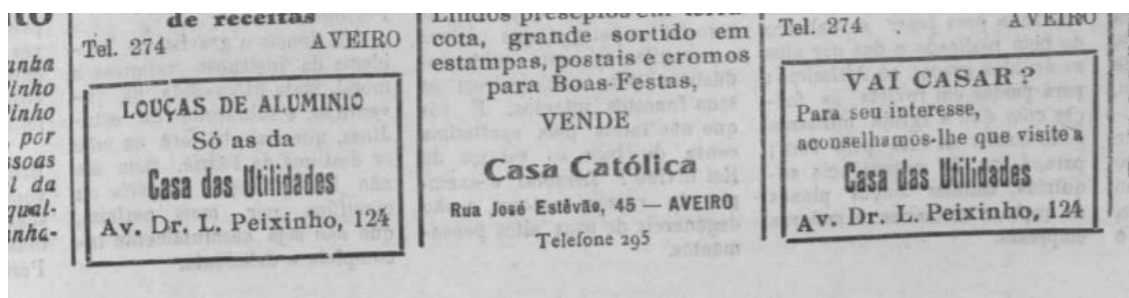 de receitas
Tel. 274 AVEIRO
LOUÇAS DE ALUMINIO
Só as da
Casa das Utilidades
Av. Dr. L. Peixinho, 124
cota, grande sortido em
estampas, postais e cromos
para Boas-Festas,
VENDE
Casa Católica
Rua José Estêvão, 45 — AVEIRO
Telefone 295
Tel. 274 AVEIRO
VAI CASAR?
Para seu interesse,
aconselhamos-lhe que visite a
Casa das Utilidades
Av. Dr. L. Peixinho, 124